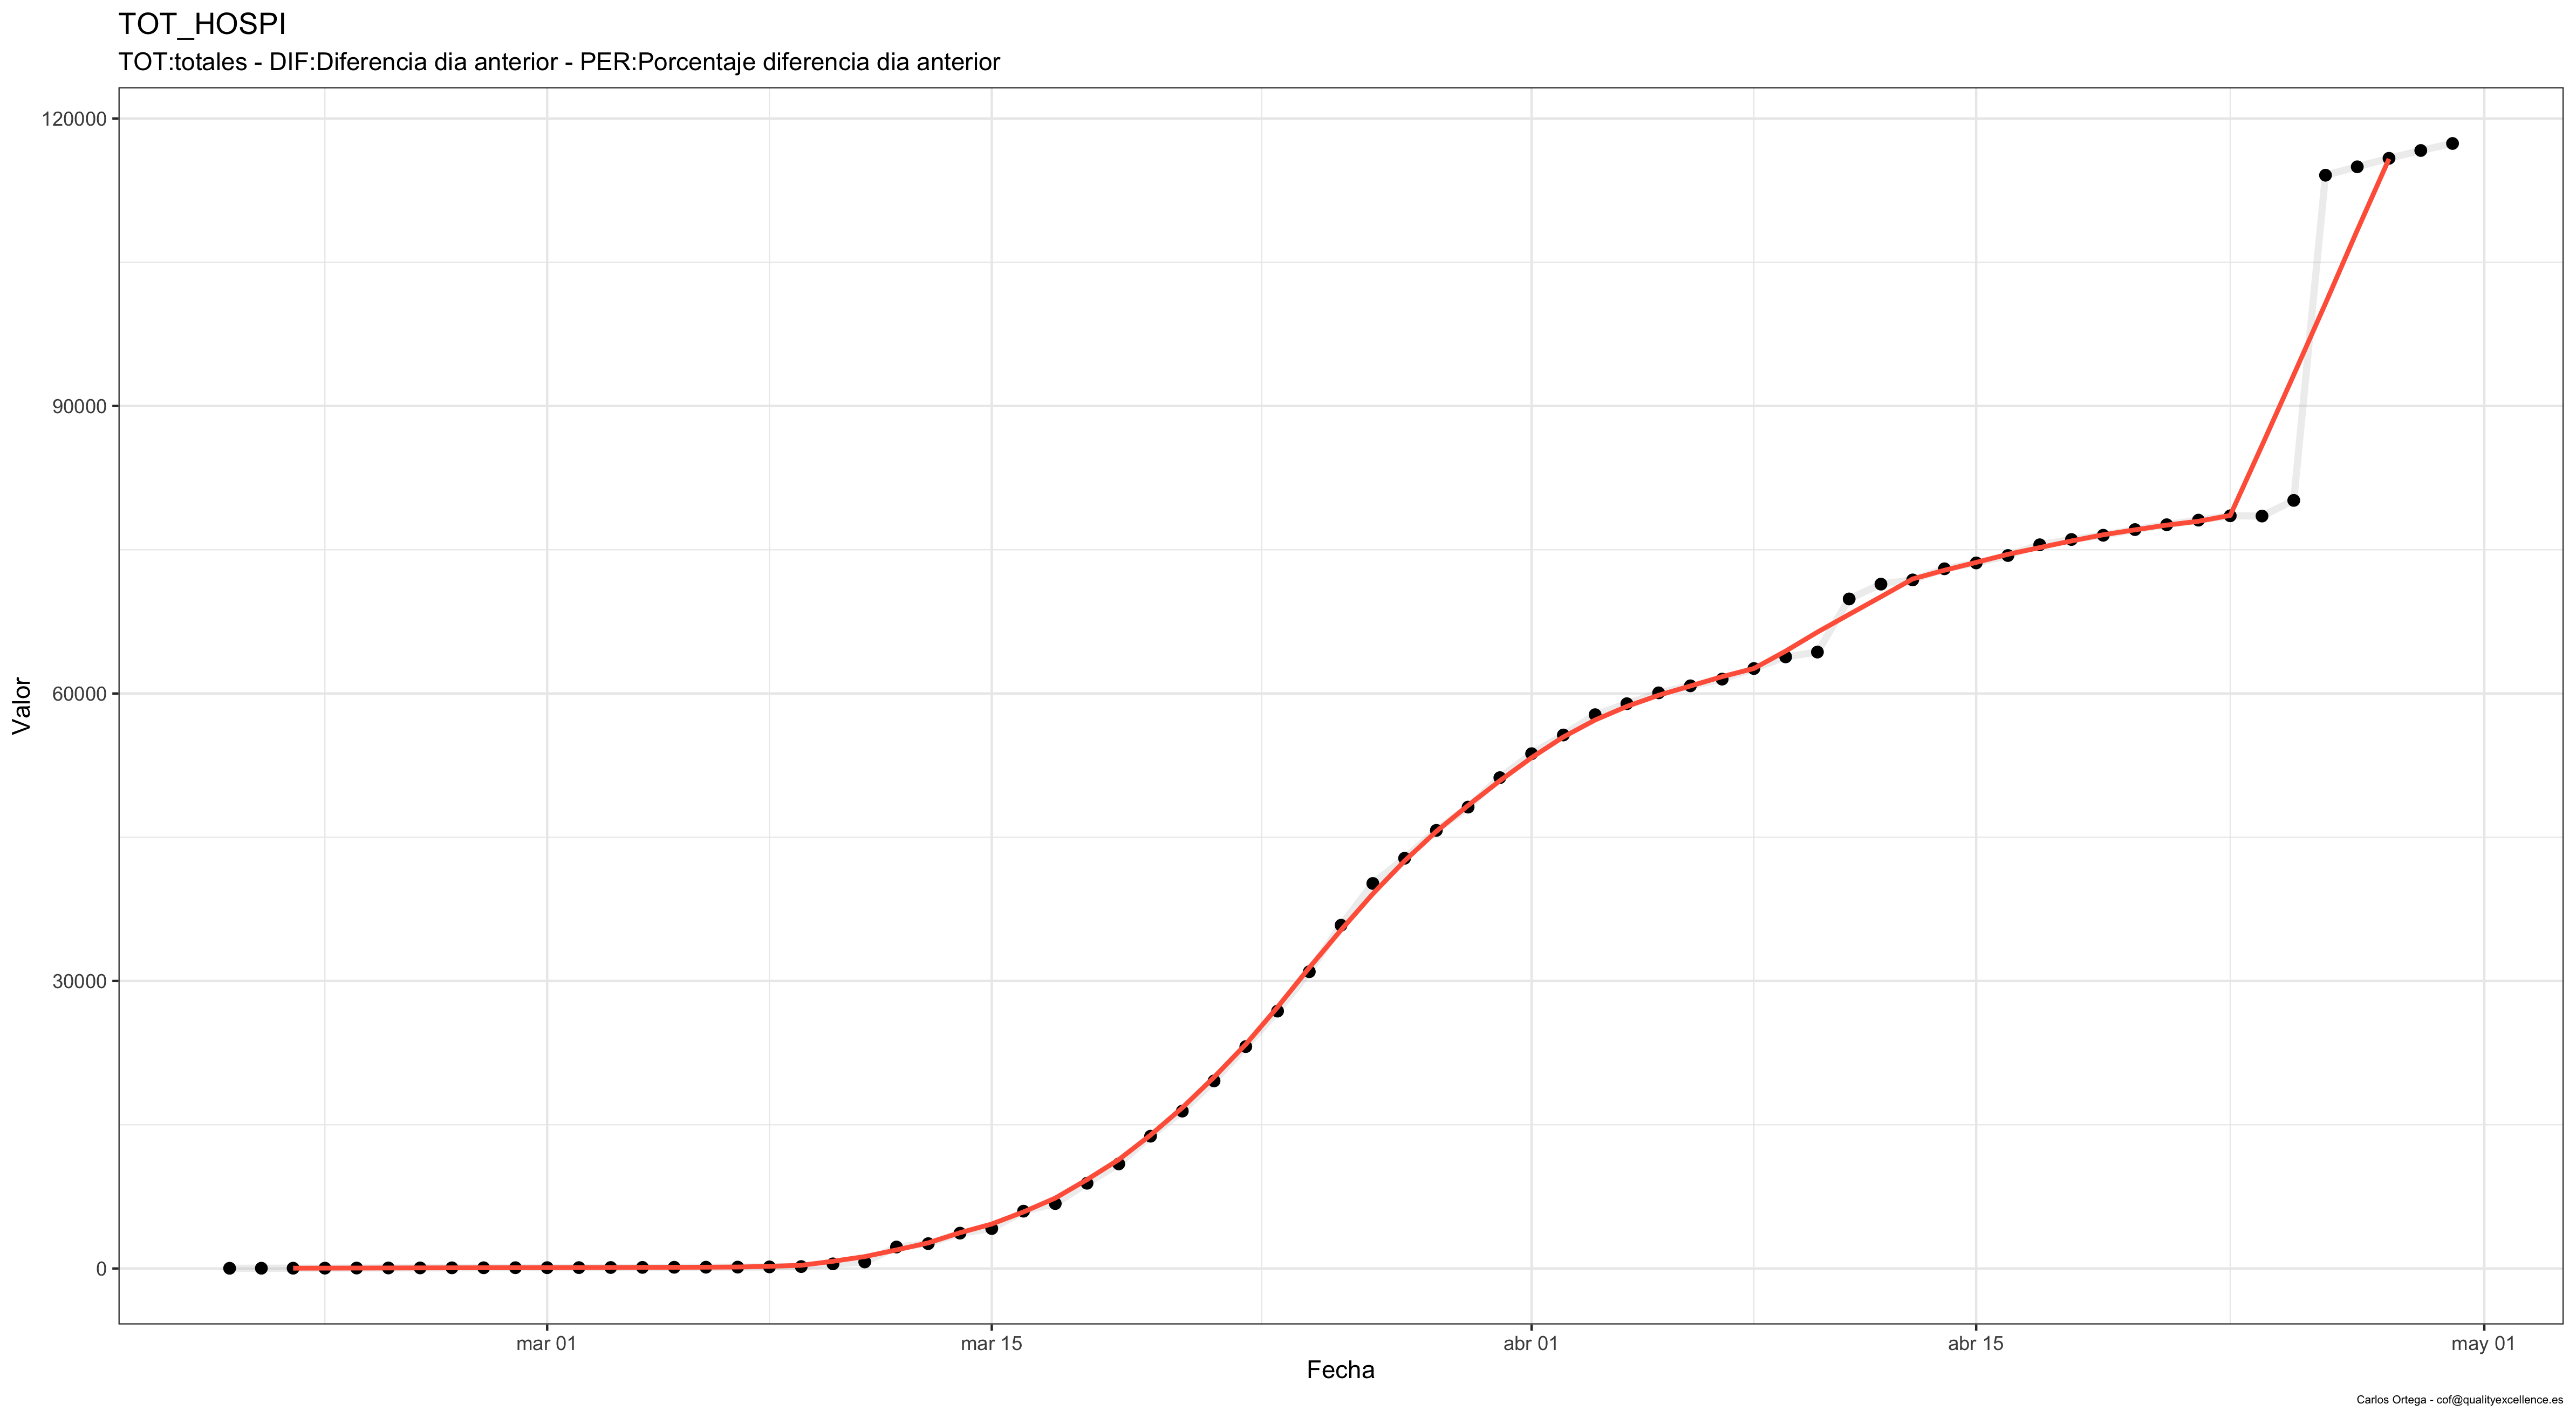 TOT_HOSPI
TOT:totales - DIF:Diferencia dia anterior - PER:Porcentaje diferencia dia anterior
120000
90000
60000
30000
0
Valor
mar 01
mar 15
abr 01
abr 15
may 01
Fecha
Carlos Ortega - cof@qualityexcellence.es